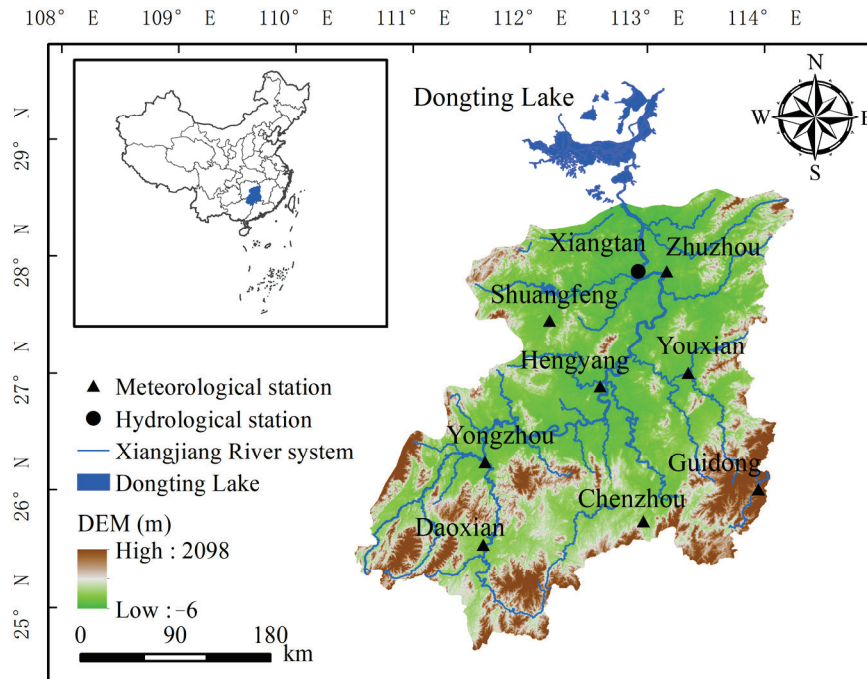 108° E 109° E 110° E 111° E 112° E 113° E 114° E
N
W E
S
Dongting Lake
29° N
28° N
27° N
26° N
25° N
Xiangtan
Zhuzhou
Shuangfeng
Hengyang
Youxian
Yongzhou
Guidong
Chenzhou
Daoxian
Meteorological station
Hydrological station
Xiangjiang River system
Dongting Lake
DEM (m)
High : 2098
Low : -6
0 90 180
km